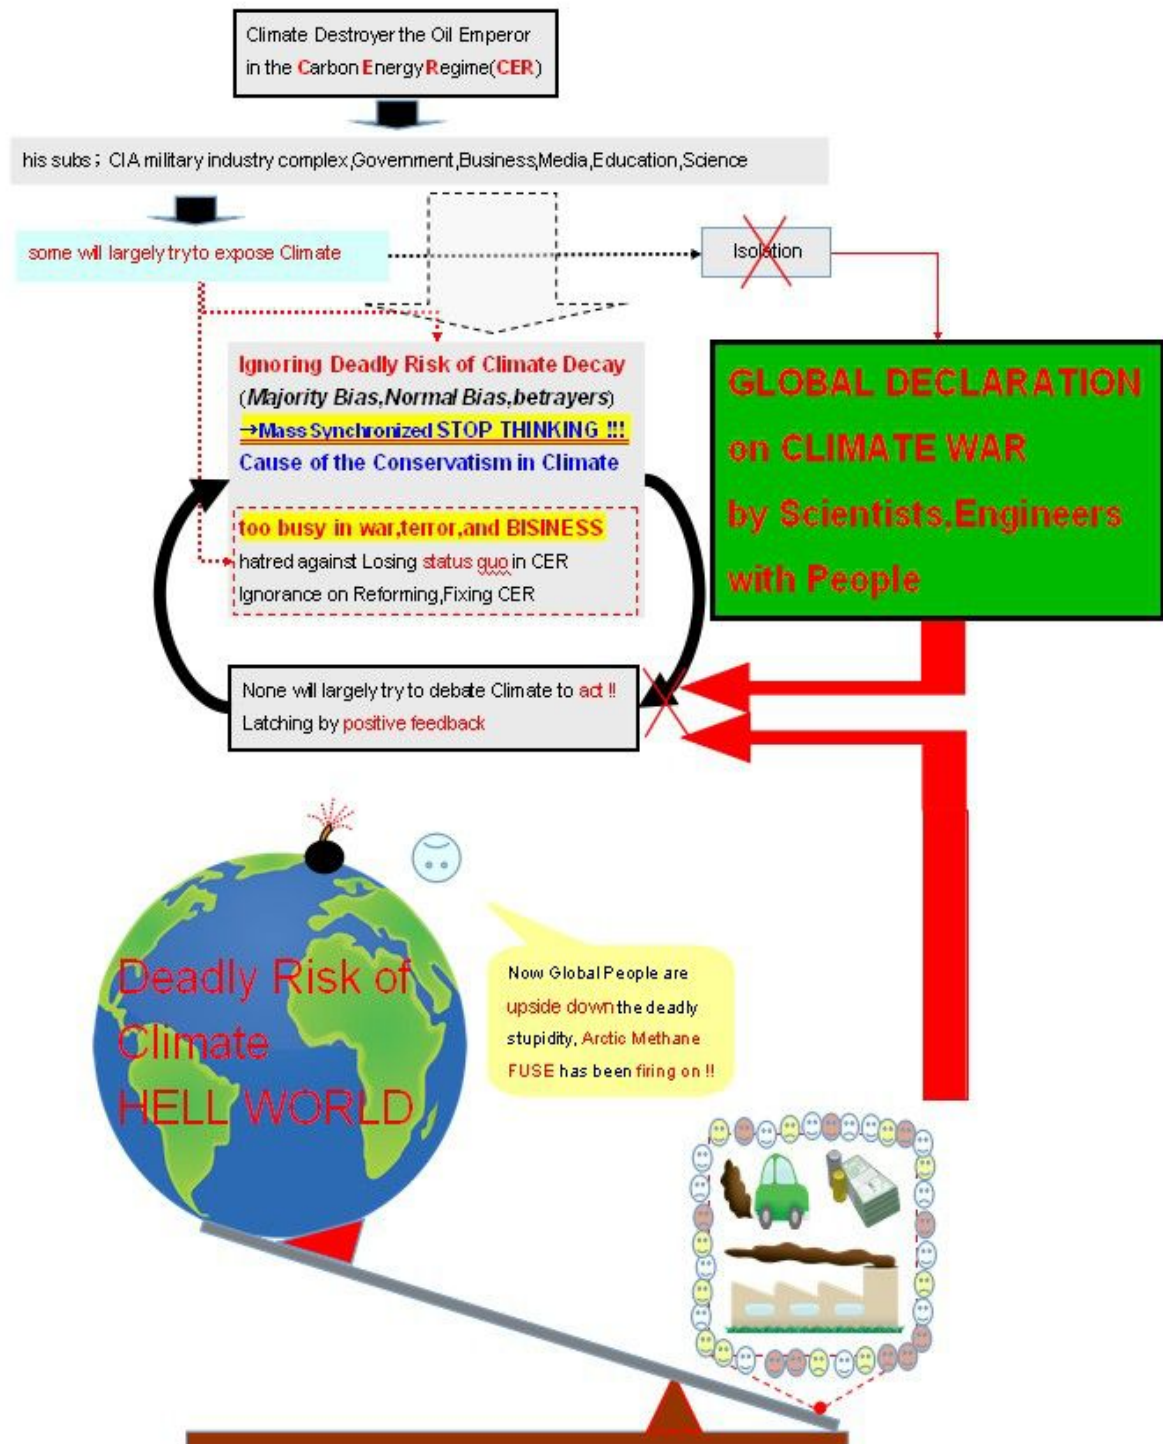 Climate Destroyer the Oil Emperor
in the Carbon Energy Regime(CER)
his subs; CIA military industry complex,Government,Business,Media,Education,Science
some will largely tryto expose Climate
Isolation
Ignoring Deadly Risk of Climate Decay
(Majority Bias,Normal Bias,betrayers)
→Mass Synchronized STOP THINKING !!!
Cause of the Conservatism in Climate
too busy in war,terror,and BISINESS
hatred against Losing status quo in CER
Ignorance on Reforming,Fixing CER
GLOBAL DECLARATION
on CLIMATE WAR
by Scientists,Engineers
with People
None will largely try to debate Climate to act !!
Latching by positive feedback
Deadly Risk of
Climate
HELL WORLD
Now Global People are
upside down the deadly
stupidity, Arctic Methane
FUSE has been firing on !!